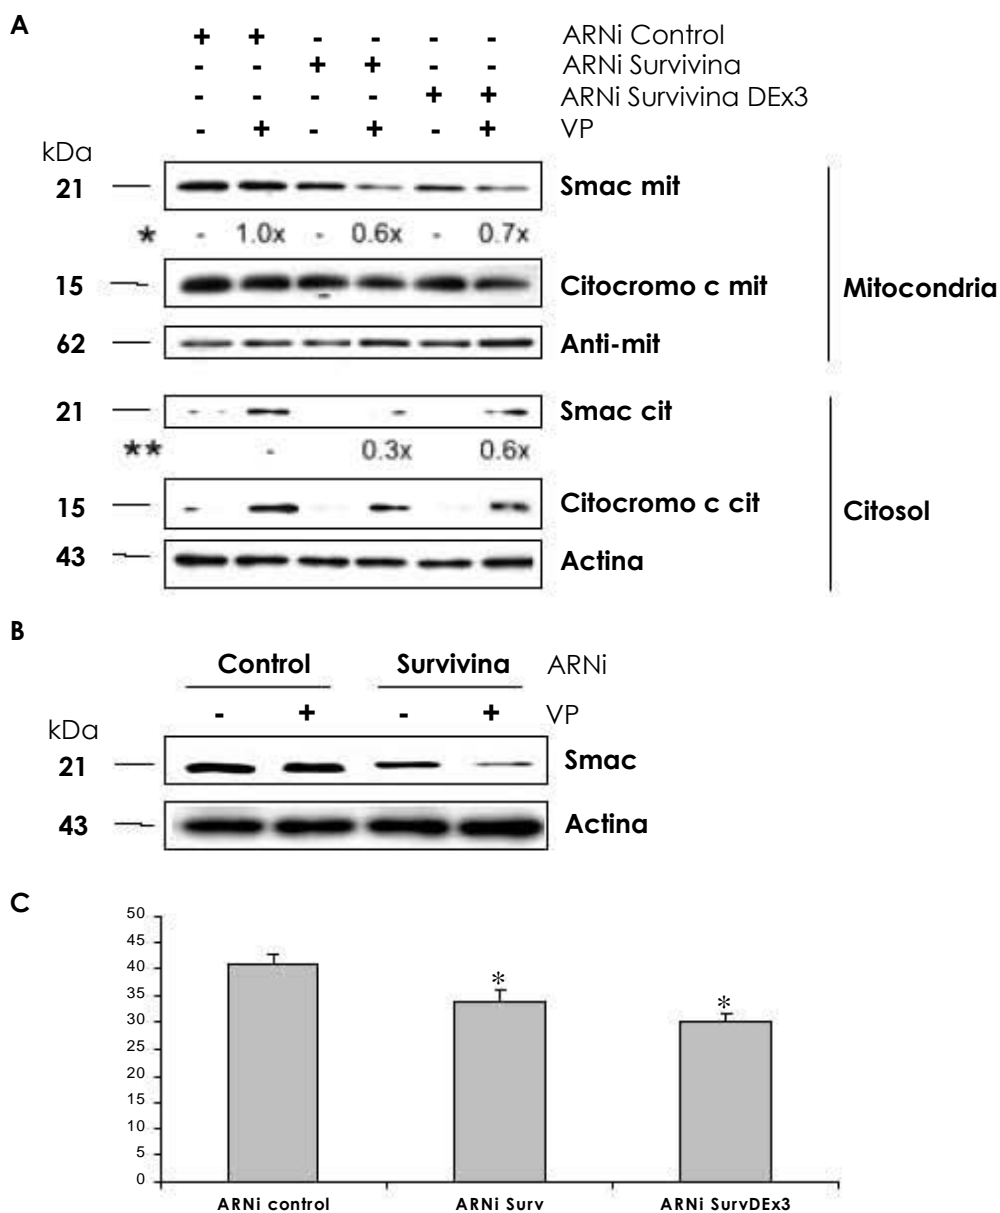 A
+ + - - - - ARNi Control
- - + + - - ARNi Survivina
- - - - + + ARNi Survivina DEx3
- + - + - + VP
kDa
21 Smac mit
* - 1.0x - 0.6x - 0.7x
15 Citocromo c mit
Mitocondria
62 Anti-mit
21 Smac cit
** - 0.3x 0.6x
15 Citocromo c cit
Citosol
43 Actina
B
Control Survivina ARNi
- + - + VP
kDa
21 Smac
43 Actina
C
50
45
40
35
30
25
20
15
10
5
0
* *
ARNi control ARNi Surv ARNi SurvDEx3